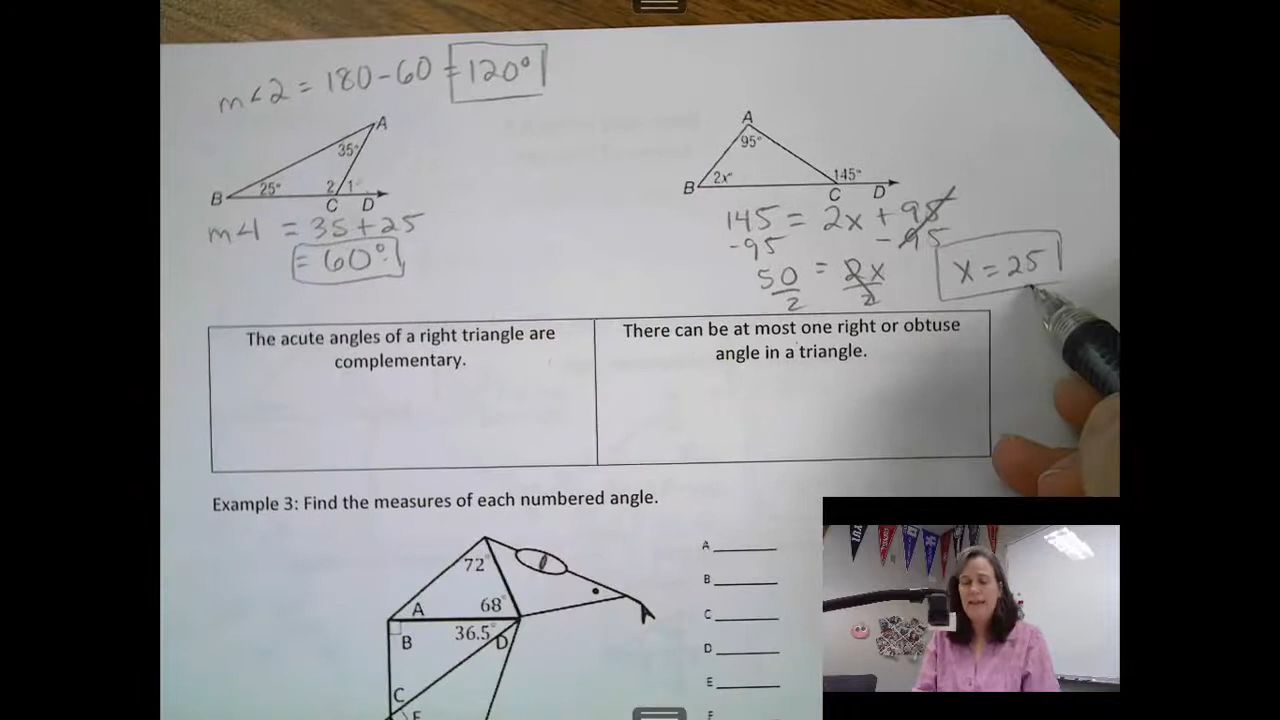 m∠2 = 180-60 = 120°
A
35°
B
25°
2
1
C
D
m∠1 = 35+25
= 60°
A
95°
B
2x°
145°
C
D
145 = 2x + 95
-95
-95
50 = 2x
2
2
x = 25
The acute angles of a right triangle are
complementary.
There can be at most one right or obtuse
angle in a triangle.
Example 3: Find the measures of each numbered angle.
72°
A
68°
B
36.5°
D
C
E
A
B
C
D
E
F